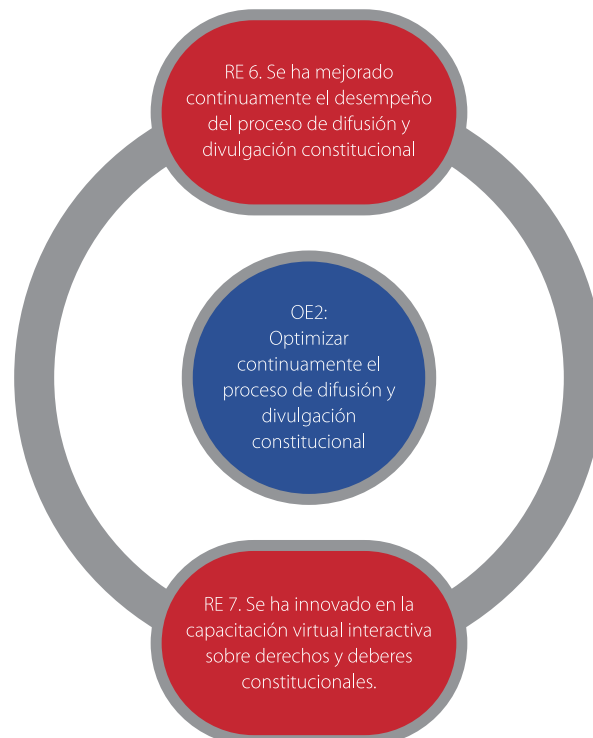 RE 6. Se ha mejorado
continuamente el desempeño
del proceso de difusión y
divulgación constitucional
OE2:
Optimizar
continuamente el
proceso de difusión y
divulgación
constitucional
RE 7. Se ha innovado en la
capacitación virtual interactiva
sobre derechos y deberes
constitucionales.